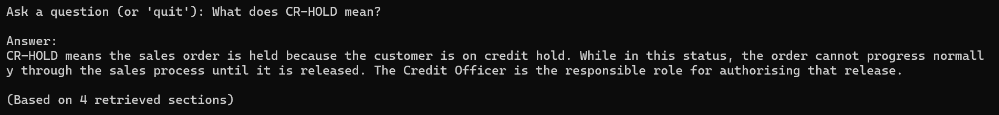 Ask a question (or 'quit'): What does CR-HOLD mean?
Answer:
CR-HOLD means the sales order is held because the customer is on credit hold. While in this status, the order cannot progress normall
y through the sales process until it is released. The Credit Officer is the responsible role for authorising that release.
(Based on 4 retrieved sections)